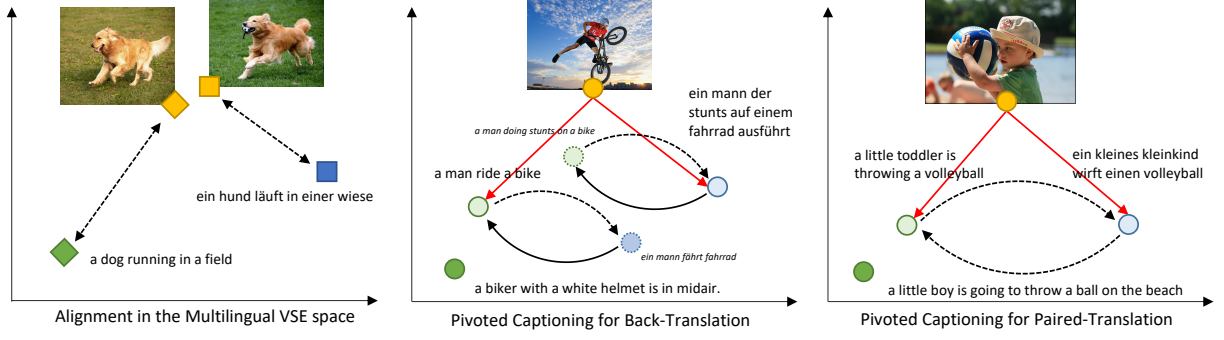 ein hund läuft in einer wiese
a dog running in a field
Alignment in the Multilingual VSE space
ein mann der
stunts auf einem
fahrrad ausführt
a man doing stunts on a bike
a man ride a bike
ein mann fährt fahrrad
a biker with a white helmet is in midair.
Pivoted Captioning for Back-Translation
a little toddler is
throwing a volleyball
ein kleines kleinkind
wirft einen volleyball
a little boy is going to throw a ball on the beach
Pivoted Captioning for Paired-Translation